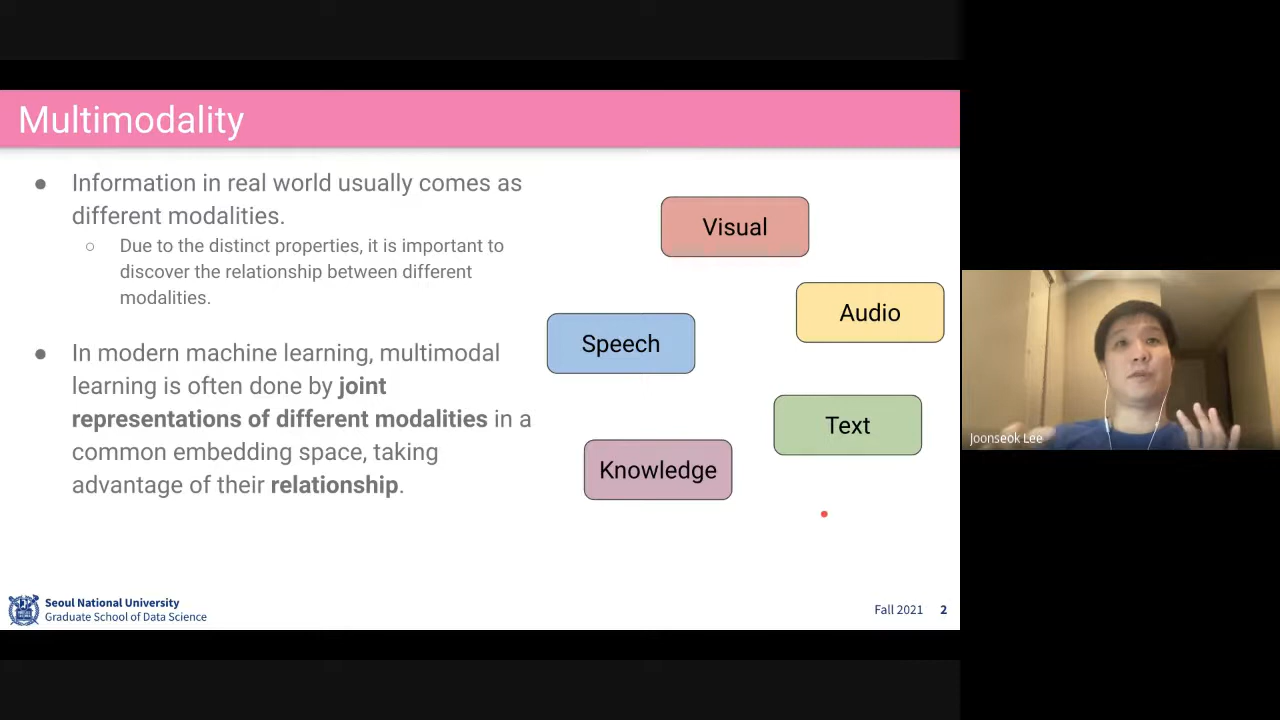 Multimodality
● Information in real world usually comes as
different modalities.
○ Due to the distinct properties, it is important to
discover the relationship between different
modalities.
● In modern machine learning, multimodal
learning is often done by joint
representations of different modalities in a
common embedding space, taking
advantage of their relationship.
Visual
Audio
Speech
Text
Knowledge
Joonseok Lee
Seoul National University
Graduate School of Data Science
Fall 2021 2